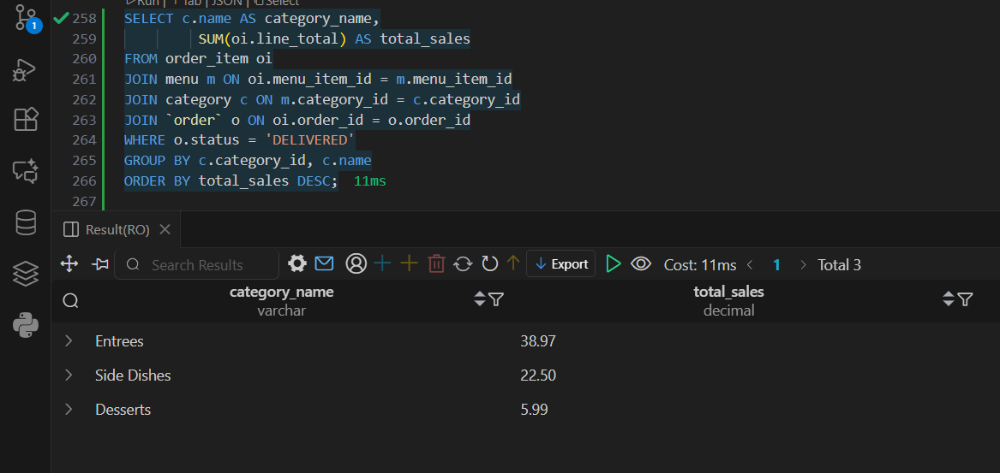 Run | + Tab | JSON | Select
258 SELECT c.name AS category_name,
259 SUM(oi.line_total) AS total_sales
260 FROM order_item oi
261 JOIN menu m ON oi.menu_item_id = m.menu_item_id
262 JOIN category c ON m.category_id = c.category_id
263 JOIN `order` o ON oi.order_id = o.order_id
264 WHERE o.status = 'DELIVERED'
265 GROUP BY c.category_id, c.name
266 ORDER BY total_sales DESC; 11ms
267
1
Result(RO)
Search Results Export Cost: 11ms < 1 > Total 3
category_name total_sales
varchar decimal
Entrees 38.97
Side Dishes 22.50
Desserts 5.99